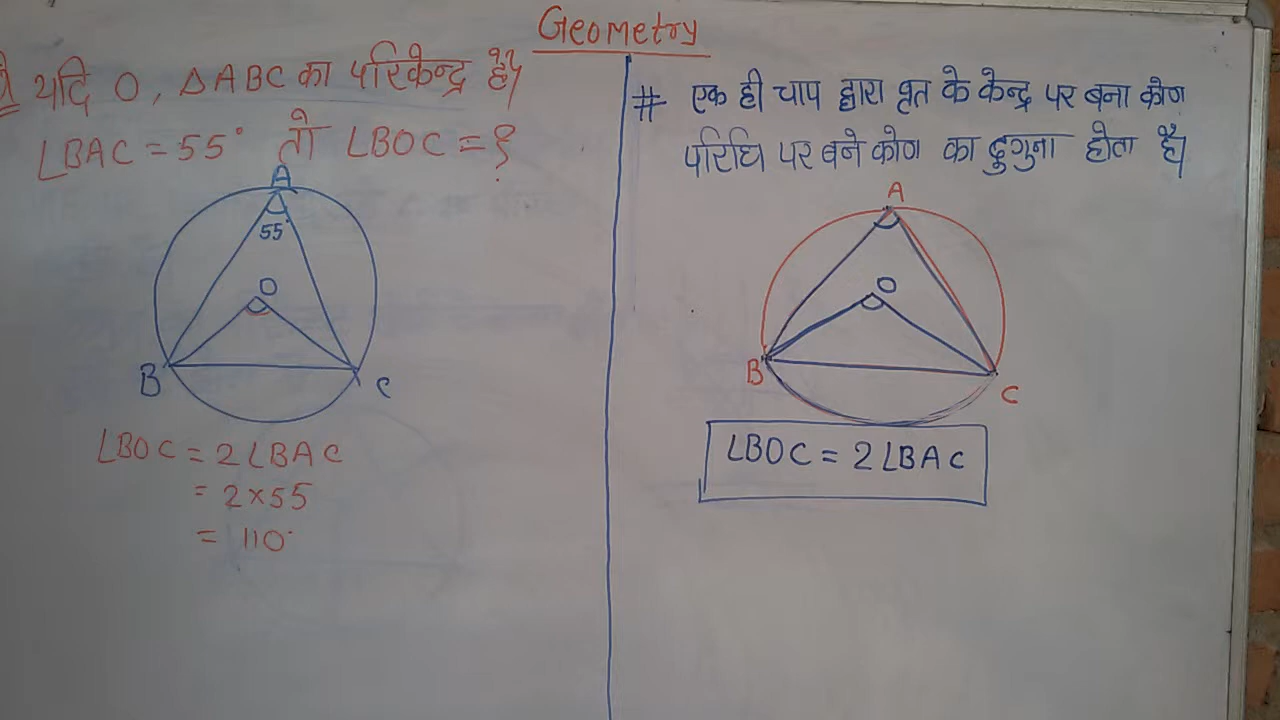 Geometry
यदि O, △ABC का परिकेन्द्र है।
∠BAC = 55° तो ∠BOC = ?
A
55°
O
B
C
∠BOC = 2∠BAC
= 2×55
= 110°
# एक ही चाप द्वारा वृत के केन्द्र पर बना कोण
परिधि पर बने कोण का दुगुना होता है।
A
O
B
C
∠BOC = 2∠BAC